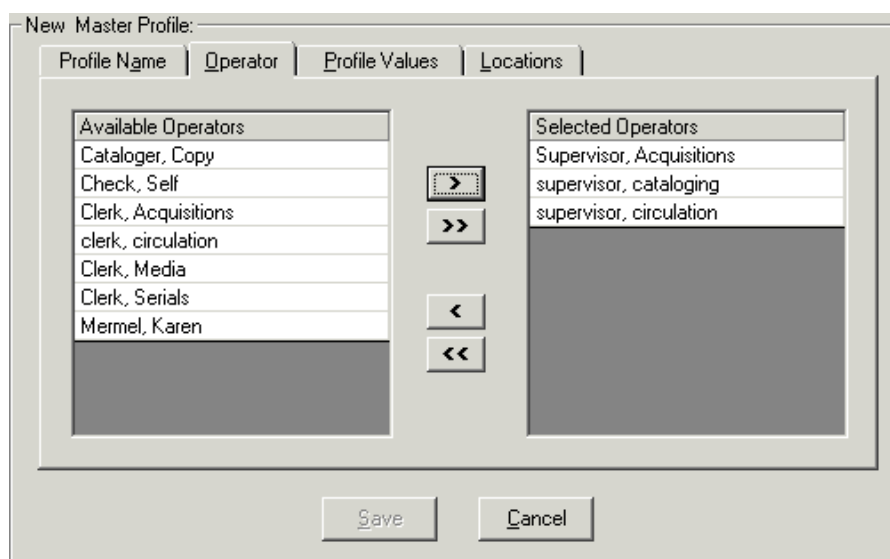 New Master Profile:
Profile Name Operator Profile Values Locations
Available Operators
Cataloger, Copy
Check, Self
Clerk, Acquisitions
clerk, circulation
Clerk, Media
Clerk, Serials
Mermel, Karen
>
>>
<
<<
Selected Operators
Supervisor, Acquisitions
supervisor, cataloging
supervisor, circulation
Save Cancel